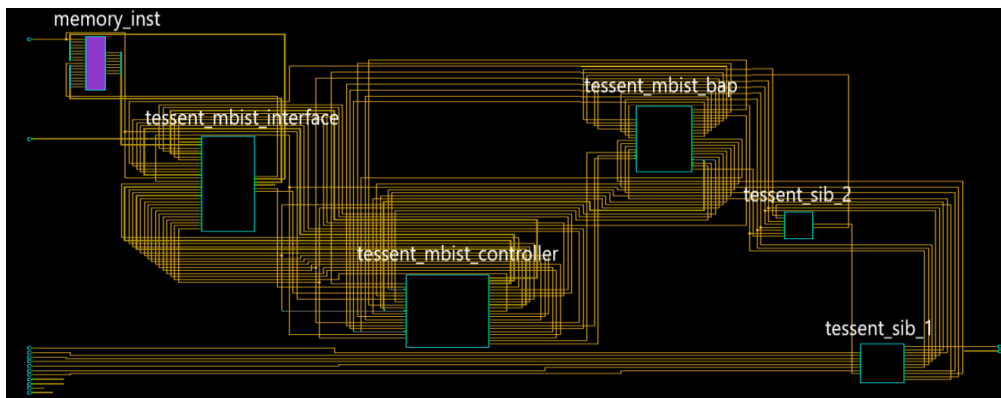 memory_inst
tessent_mbist_bap
tessent_mbist_interface
tessent_sib_2
tessent_mbist_controller
tessent_sib_1